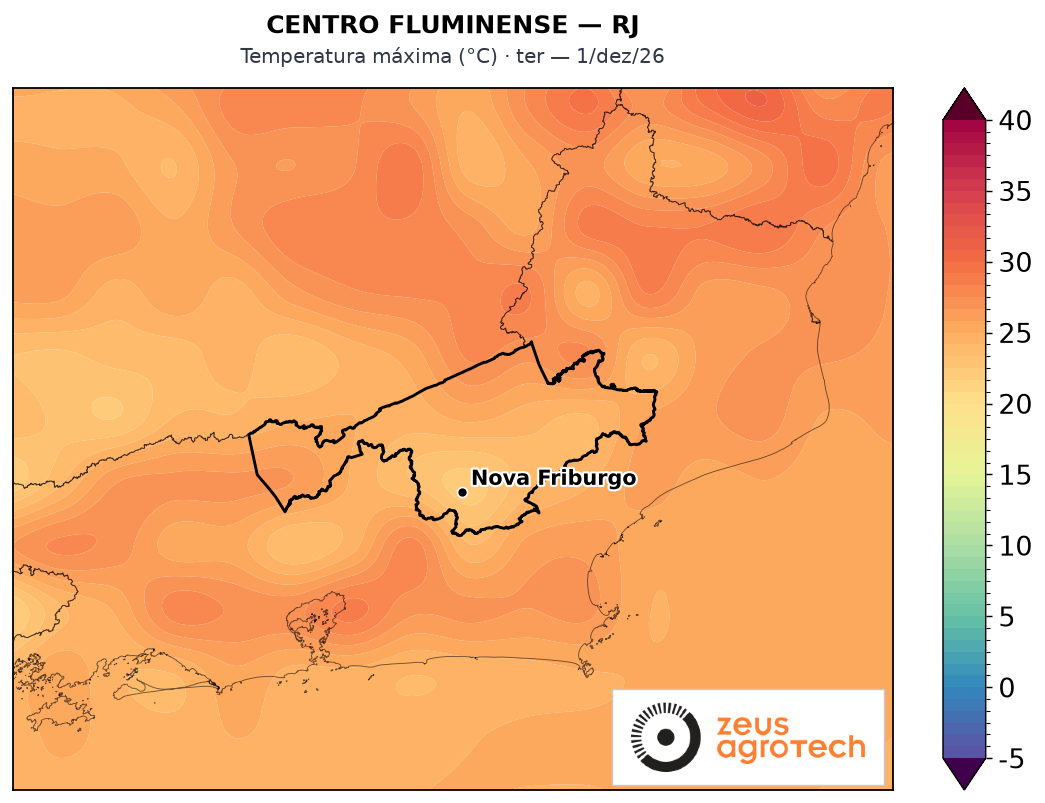 CENTRO FLUMINENSE — RJ
Temperatura máxima (°C) · ter — 1/dez/26
40
35
30
25
20
15
10
5
0
-5
Nova Friburgo
zeus
agrotech